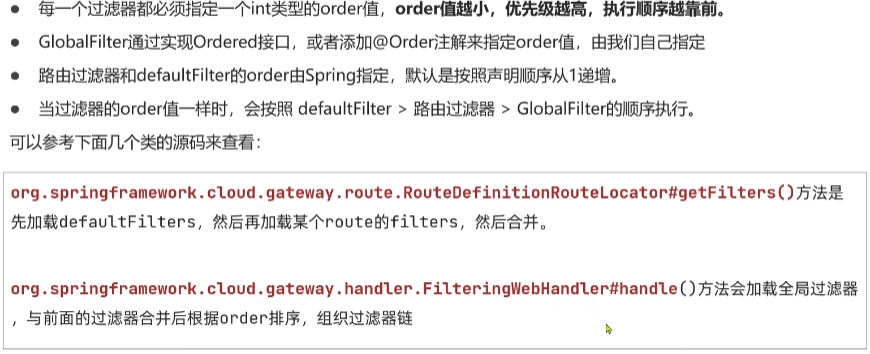 ● 每一个过滤器都必须指定一个int类型的order值，order值越小，优先级越高，执行顺序越靠前。
● GlobalFilter通过实现Ordered接口，或者添加@Order注解来指定order值，由我们自己指定
● 路由过滤器和defaultFilter的order由Spring指定，默认是按照声明顺序从1递增。
● 当过滤器的order值一样时，会按照 defaultFilter > 路由过滤器 > GlobalFilter的顺序执行。
可以参考下面几个类的源码来查看：
org.springframework.cloud.gateway.route.RouteDefinitionRouteLocator#getFilters()方法是
先加载defaultFilters，然后再加载某个route的filters，然后合并。
org.springframework.cloud.gateway.handler.FilteringWebHandler#handle()方法会加载全局过滤器
，与前面的过滤器合并后根据order排序，组织过滤器链